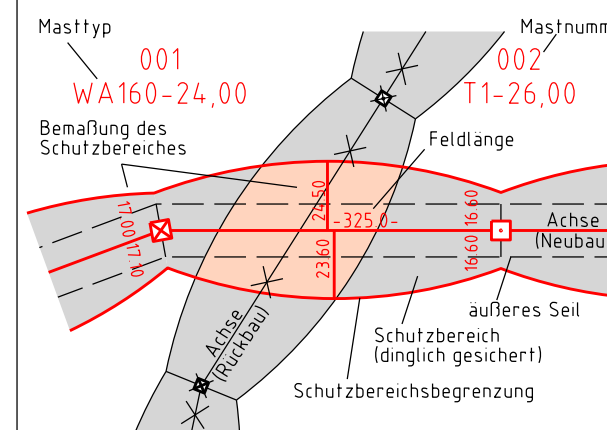 Masttyp
Mastnumm
001
WA160-24,00
002
T1-26,00
Bemaßung des
Schutzbereiches
Feldlänge
17.00
17.10
24.50
-325.0-
23.60
16.60
16.60
Achse
(Neubau
Achse
(Rückbau)
äußeres Seil
Schutzbereich
(dinglich gesichert)
Schutzbereichsbegrenzung